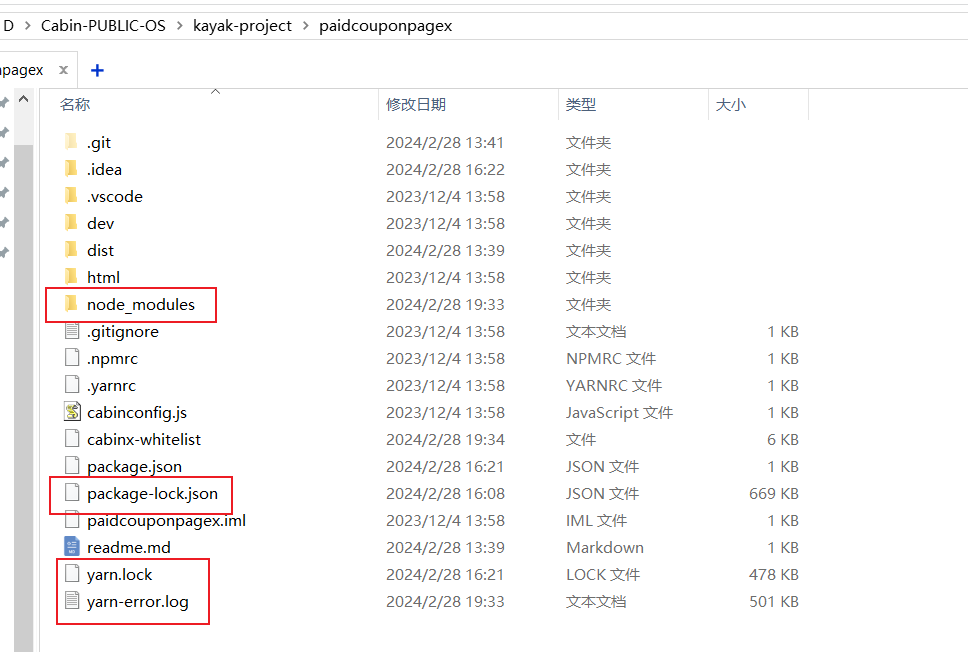 D > Cabin-PUBLIC-OS > kayak-project > paidcouponpagex
pagex x +
名称 修改日期 类型 大小
.git 2024/2/28 13:41 文件夹
.idea 2024/2/28 16:22 文件夹
.vscode 2023/12/4 13:58 文件夹
dev 2023/12/4 13:58 文件夹
dist 2024/2/28 13:39 文件夹
html 2023/12/4 13:58 文件夹
node_modules 2024/2/28 19:33 文件夹
.gitignore 2023/12/4 13:58 文本文档 1 KB
.npmrc 2023/12/4 13:58 NPMRC 文件 1 KB
.yarnrc 2023/12/4 13:58 YARNRC 文件 1 KB
cabinconfig.js 2023/12/4 13:58 JavaScript 文件 1 KB
cabinx-whitelist 2024/2/28 19:34 文件 6 KB
package.json 2024/2/28 16:21 JSON 文件 1 KB
package-lock.json 2024/2/28 16:08 JSON 文件 669 KB
paidcouponpagex.iml 2023/12/4 13:58 IML 文件 1 KB
readme.md 2024/2/28 13:39 Markdown 1 KB
yarn.lock 2024/2/28 16:21 LOCK 文件 478 KB
yarn-error.log 2024/2/28 19:33 文本文档 501 KB